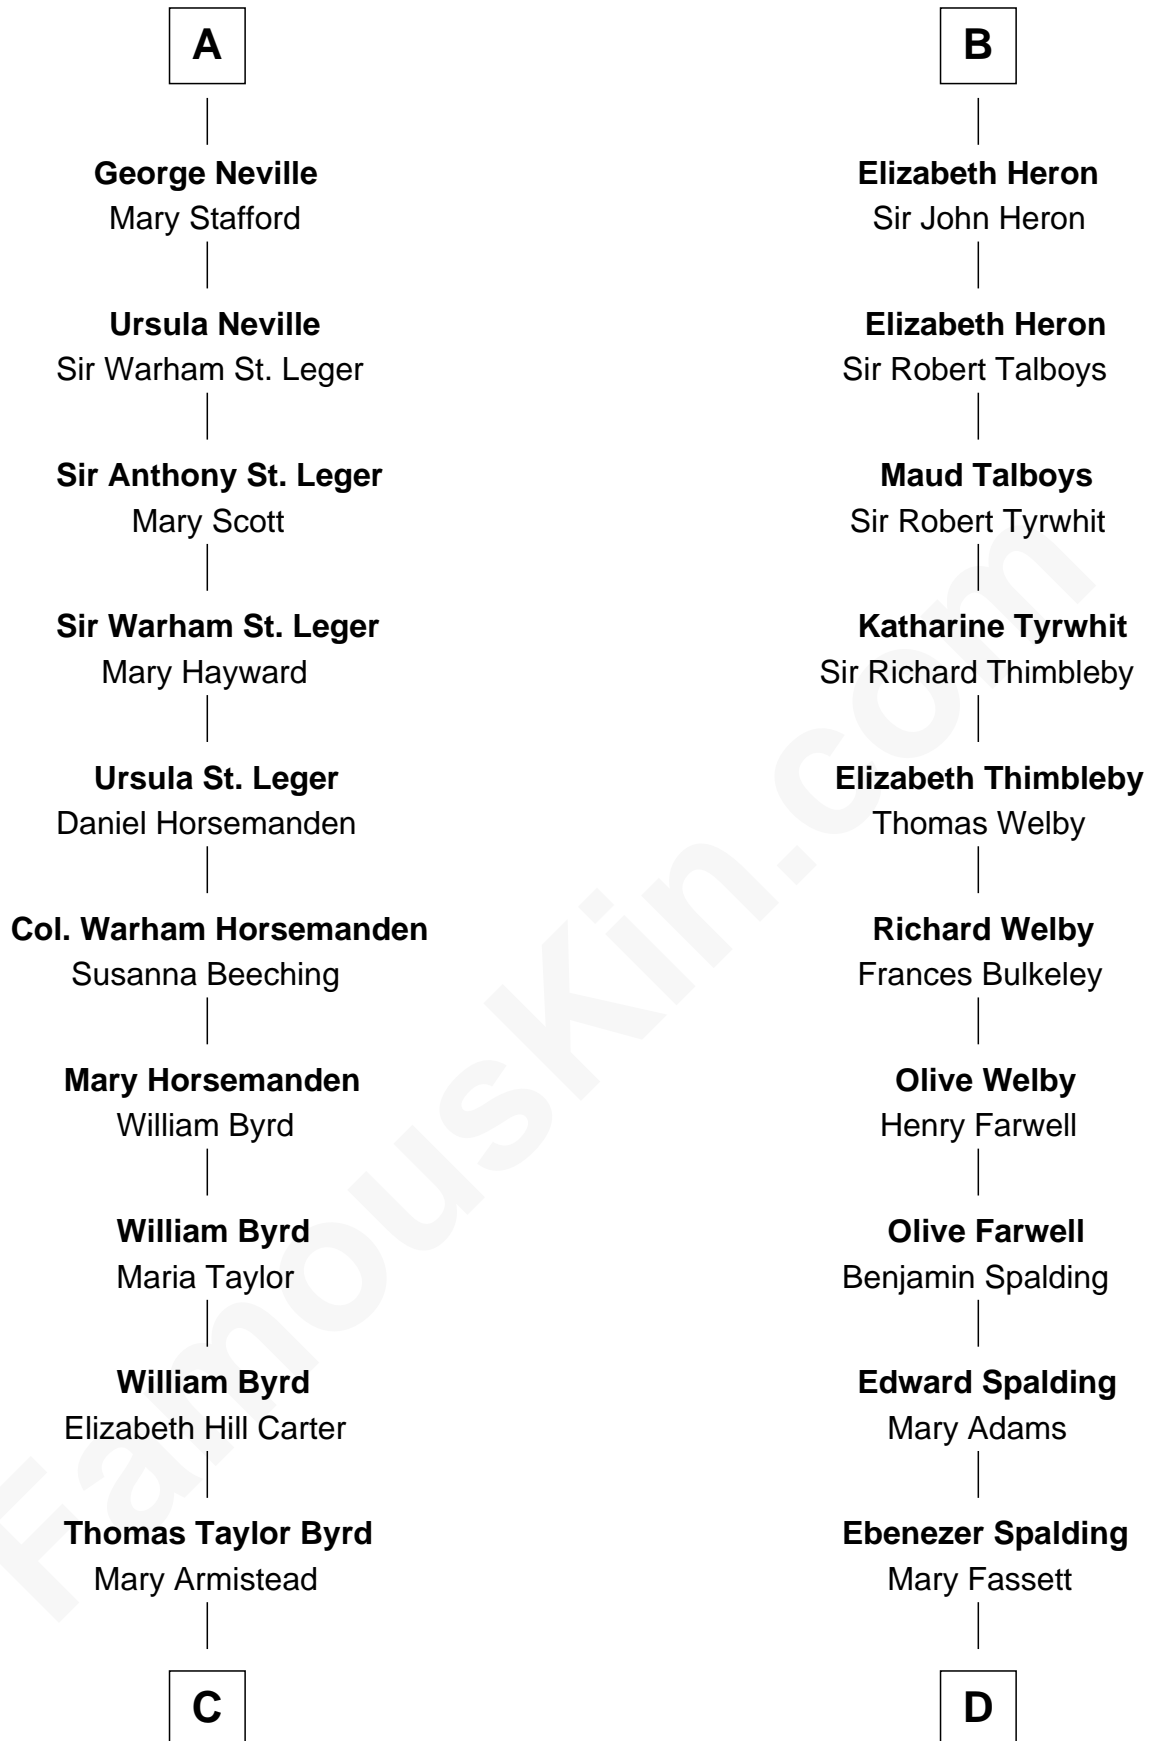 A
George Neville
Mary Stafford
Ursula Neville
Sir Warham St. Leger
Sir Anthony St. Leger
Mary Scott
Sir Warham St. Leger
Mary Hayward
Ursula St. Leger
Daniel Horsemanden
Col. Warham Horsemanden
Susanna Beeching
Mary Horsemanden
William Byrd
William Byrd
Maria Taylor
William Byrd
Elizabeth Hill Carter
Thomas Taylor Byrd
Mary Armistead
C
B
Elizabeth Heron
Sir John Heron
Elizabeth Heron
Sir Robert Talboys
Maud Talboys
Sir Robert Tyrwhit
Katharine Tyrwhit
Sir Richard Thimbleby
Elizabeth Thimbleby
Thomas Welby
Richard Welby
Frances Bulkeley
Olive Welby
Henry Farwell
Olive Farwell
Benjamin Spalding
Edward Spalding
Mary Adams
Ebenezer Spalding
Mary Fassett
D
FamousKin.com